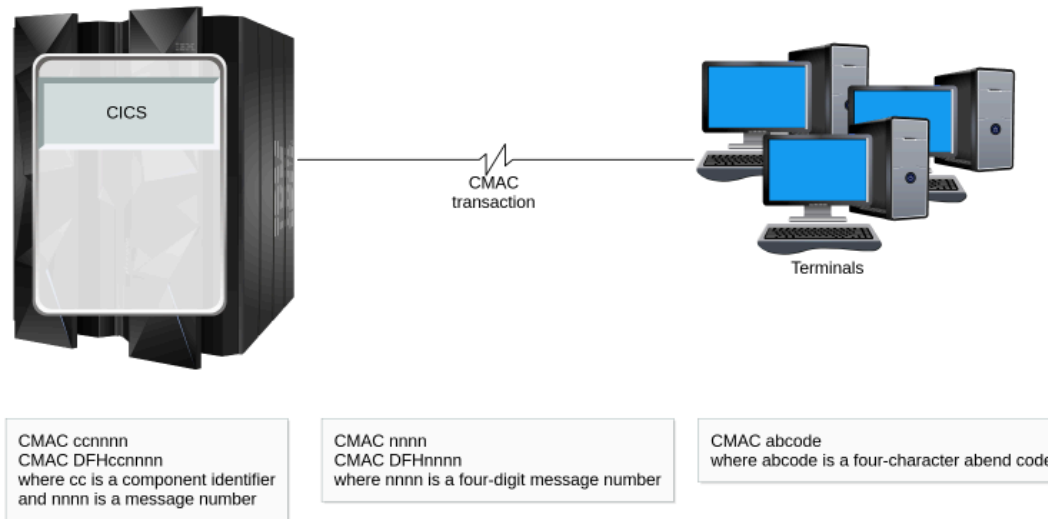 IBM
CICS
CMAC
transaction
Terminals
CMAC ccnnnn
CMAC DFHccnnnn
where cc is a component identifier
and nnnn is a message number
CMAC nnnn
CMAC DFHnnnn
where nnnn is a four-digit message number
CMAC abcode
where abcode is a four-character abend code